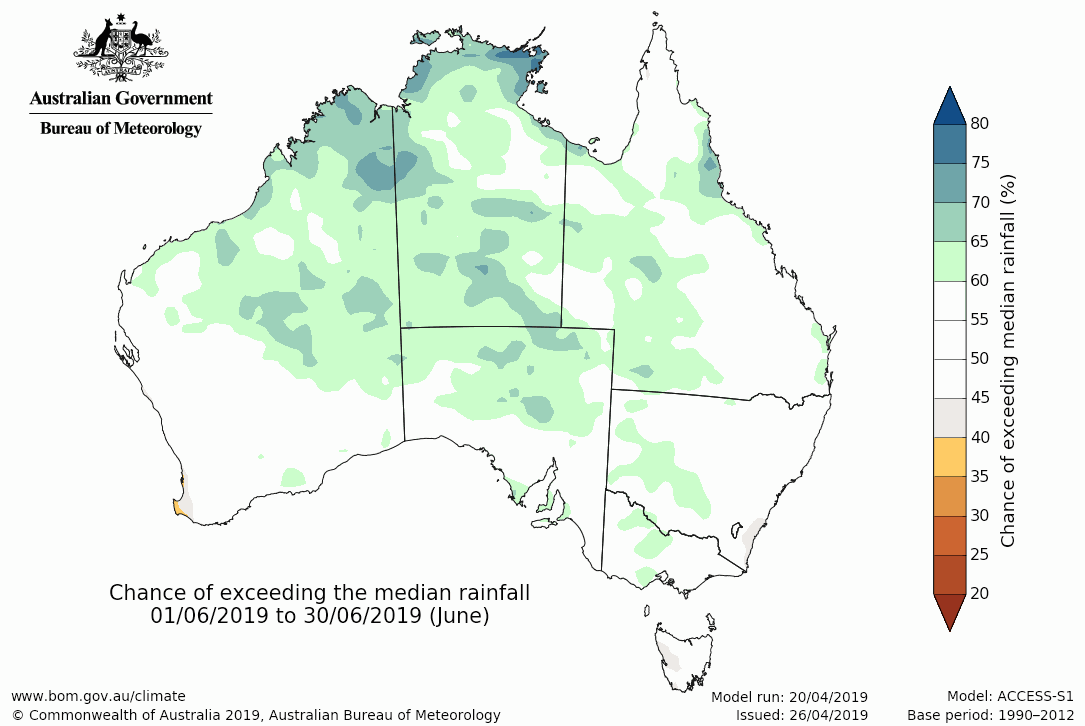 AUSTRALIA
Australian Government
Bureau of Meteorology
80
75
70
65
60
55
50
45
40
35
30
25
20
Chance of exceeding median rainfall (%)
Chance of exceeding the median rainfall
01/06/2019 to 30/06/2019 (June)
www.bom.gov.au/climate
© Commonwealth of Australia 2019, Australian Bureau of Meteorology
Model run: 20/04/2019
Issued: 26/04/2019
Model: ACCESS-S1
Base period: 1990–2012